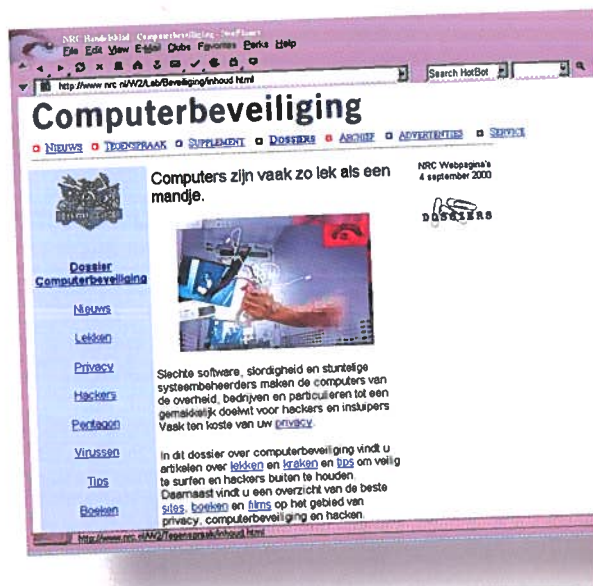 NRC Handelsblad - Computerbeveiliging - NeoPlanet
File Edit View E-Mail Clubs Favorites Perks Help
http://www.nrc.nl/W2/Lab/Beveiliging/inhoud.html Search HotBot
Computerbeveiliging
NIEUWS TEGENSPRAAK SUPPLEMENT DOSSIERS ARCHIEF ADVERTENTIES SERVICE
NRC Webpagina's
4 september 2000
DOSSIERS
Dossier
Computerbeveiliging
Nieuws
Lekken
Privacy
Hackers
Pentagon
Virussen
Tips
Boeken
Computers zijn vaak zo lek als een
mandje.
Slechte software, slordigheid en stuntelige
systeembeheerders maken de computers van
de overheid, bedrijven en particulieren tot een
gemakkelijk doelwit voor hackers en insluipers
Vaak ten koste van uw privacy.
In dit dossier over computerbeveiliging vindt u
artikelen over lekken en kraken en tips om veilig
te surfen en hackers buiten te houden.
Daarnaast vindt u een overzicht van de beste
sites, boeken en films op het gebied van
privacy, computerbeveiliging en hacken.
http://www.nrc.nl/W2/Tegenspraak/inhoud.html